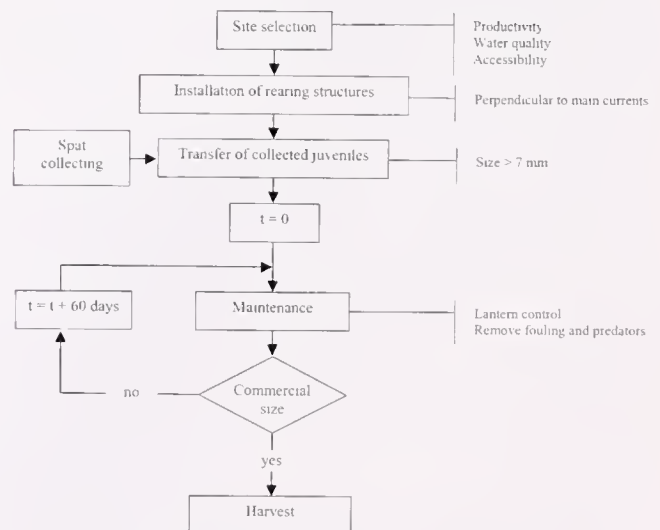 Site selection
Productivity
Water quality
Accessibility
Installation of rearing structures
Perpendicular to main currents
Spat
collecting
Transfer of collected juveniles
Size > 7 mm
t = 0
t = t + 60 days
Maintenance
Lantern control
Remove fouling and predators
no
Commercial
size
yes
Harvest